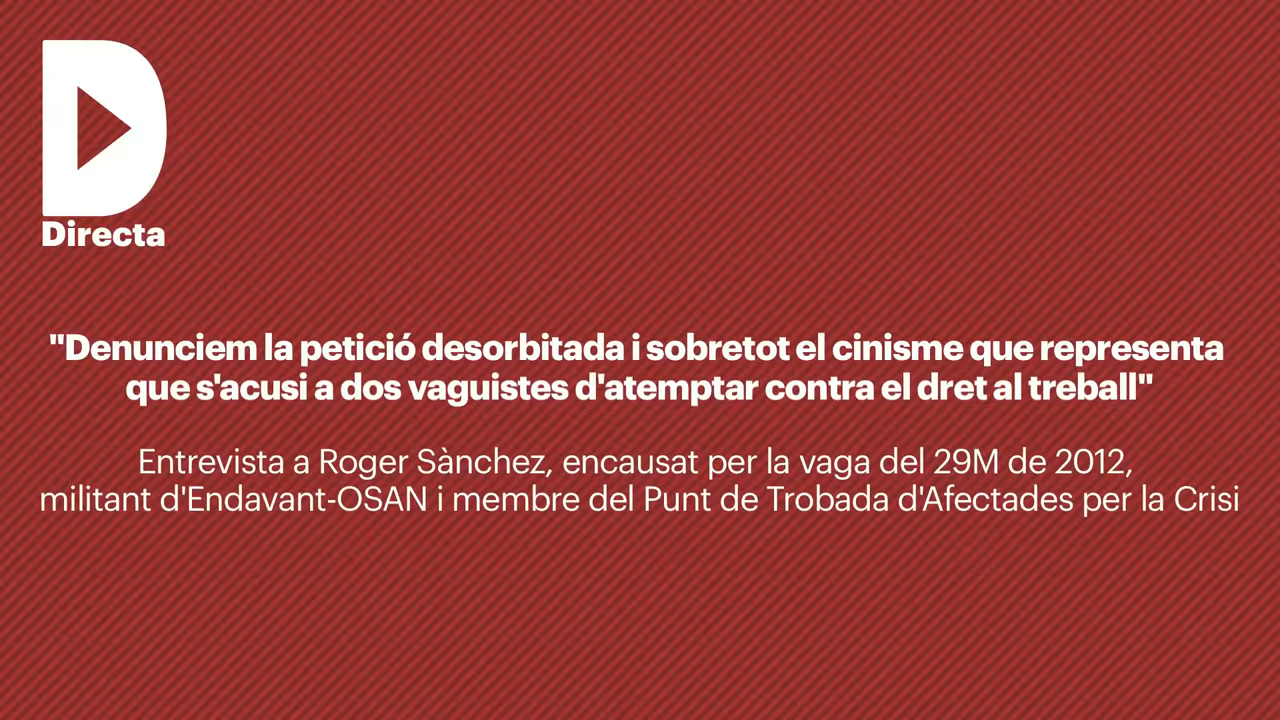 Directa
"Denunciem la petició desorbitada i sobretot el cinisme que representa
que s'acusi a dos vaguistes d'atemptar contra el dret al treball"
Entrevista a Roger Sànchez, encausat per la vaga del 29M de 2012,
militant d'Endavant-OSAN i membre del Punt de Trobada d'Afectades per la Crisi